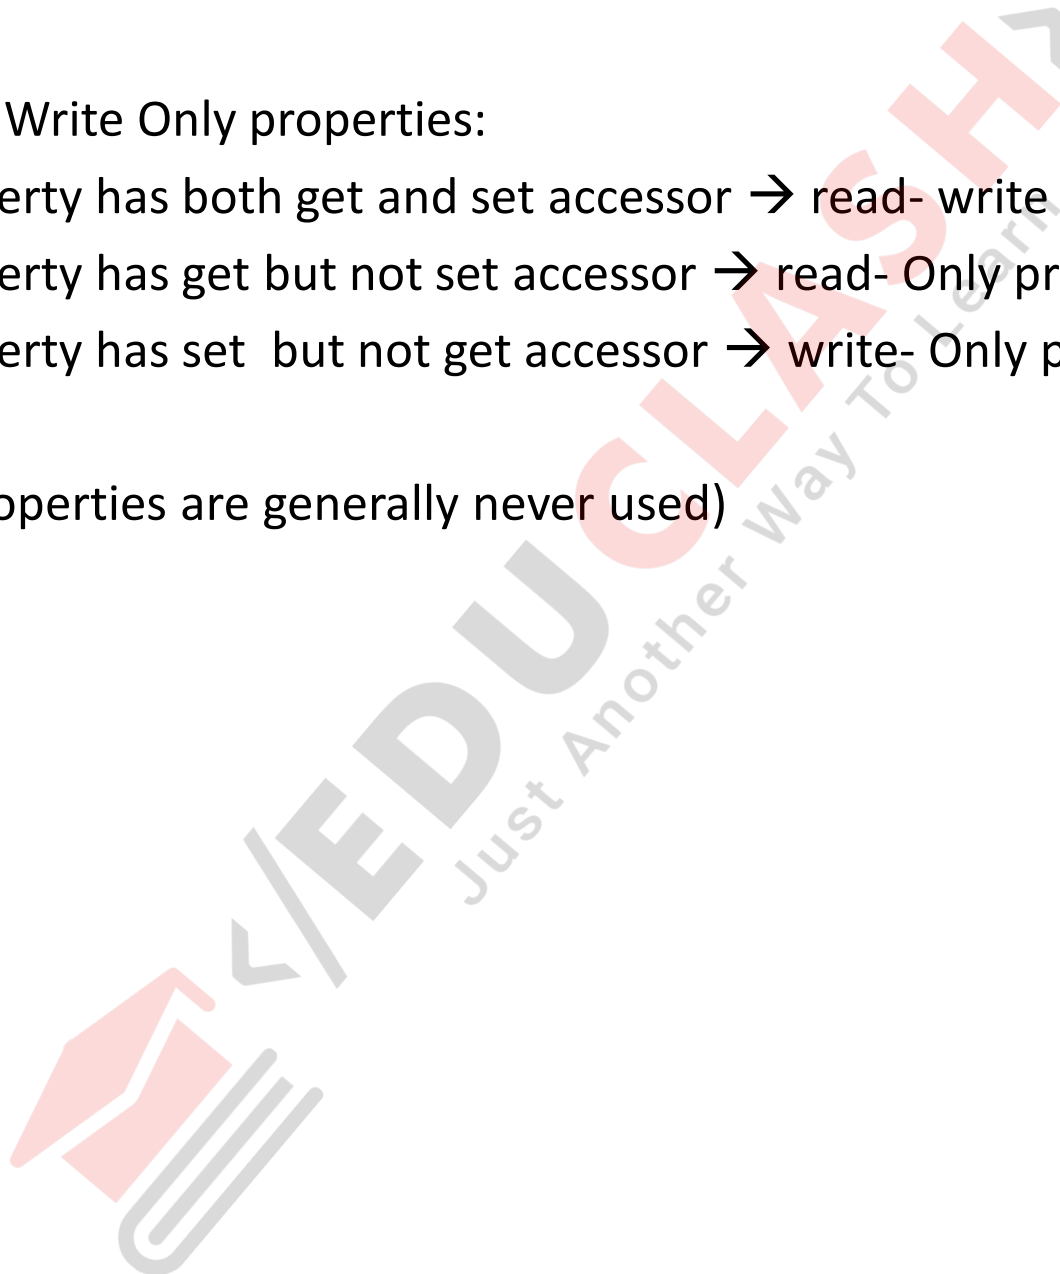 Write Only properties:
erty has both get and set accessor → read- write
erty has get but not set accessor → read- Only pr
erty has set  but not get accessor → write- Only p
operties are generally never used)
</EDUCLASH>
Just Another Way To Learn